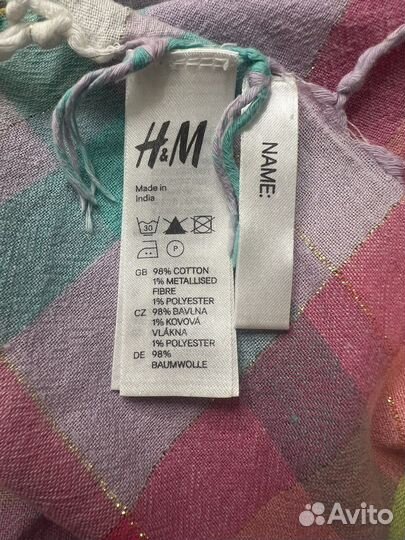 H&M
Made in
India
30
P
GB 98% COTTON
1% METALLISED
FIBRE
1% POLYESTER
CZ 98% BAVLNA
1% KOVOVÁ
VLÁKNA
1% POLYESTER
DE 98%
BAUMWOLLE
NAME:
Avito